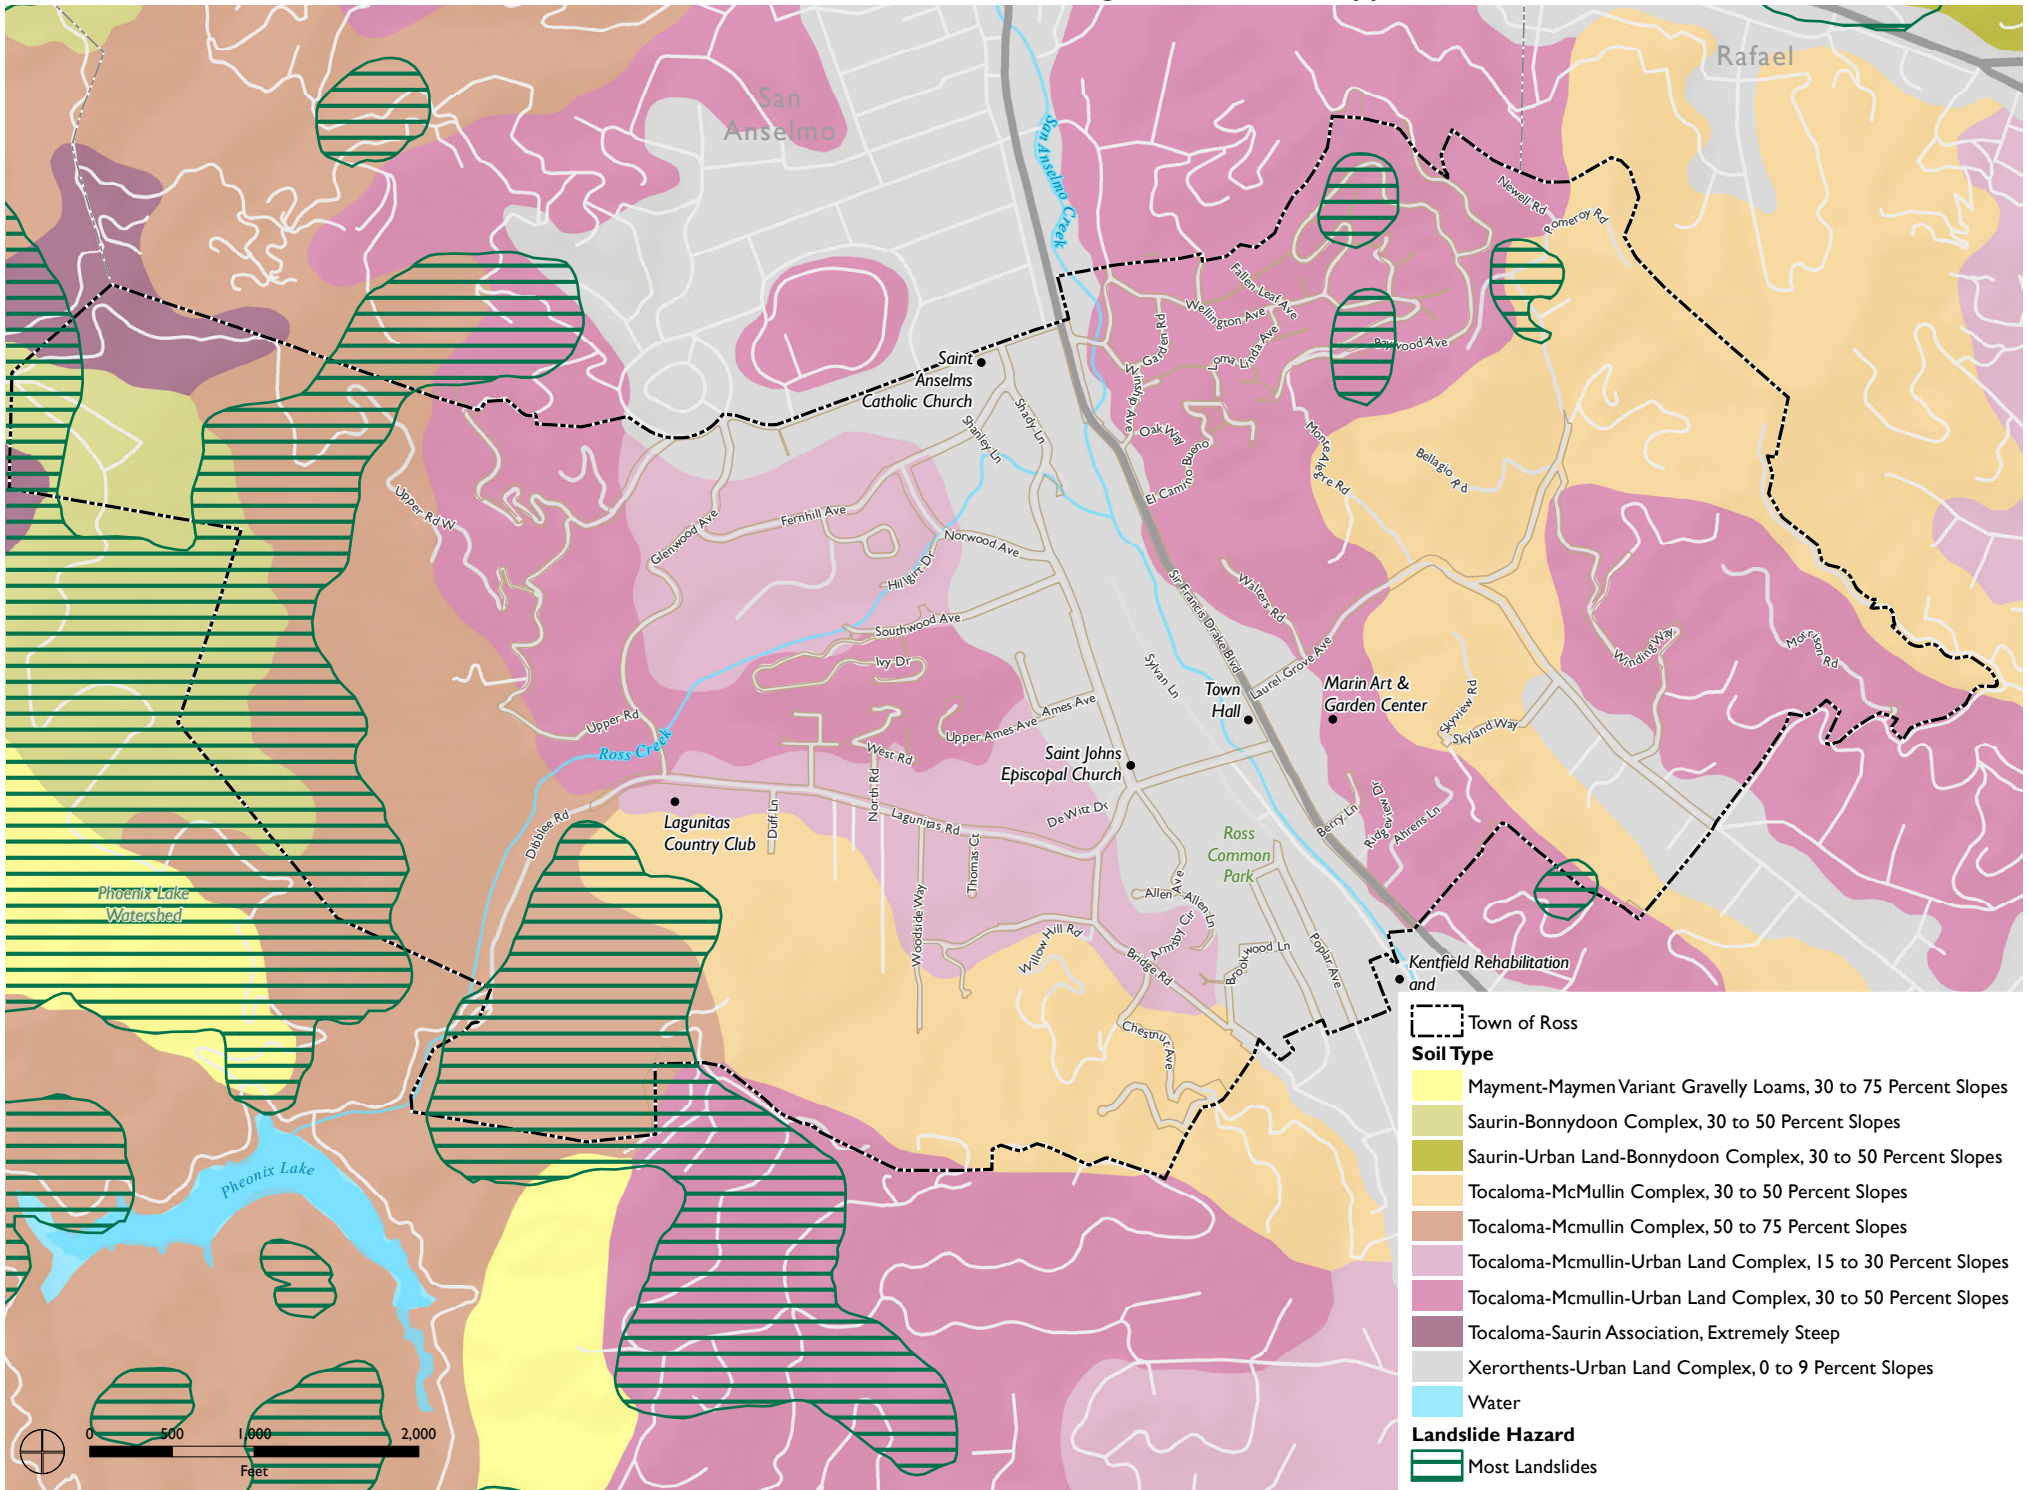 Rafael
San
Anselmo
San Anselmo Creek
Newell Rd
Pomeroy Rd
Fallen Leaf Ave
Wellington Ave
Garden Rd
Loma Linda Ave
Baywood Ave
Winship Ave
Saint
Anselms
Catholic Church
Shady Ln
Shanley Ln
Oak Way
El Camino Bueno
Monte Alegre Rd
Bellagio Rd
Upper Rd W
Glenwood Ave
Fernhill Ave
Norwood Ave
Hillgirt Dr
Southwood Ave
Ivy Dr
Sir Francis Drake Blvd
Walters Rd
Laurel Grove Ave
Winding Way
Morrison Rd
Sylvan Ln
Town
Hall
Marin Art &
Garden Center
Skyview Rd
Skyland Way
Upper Rd
Ross Creek
Ames Ave
Upper Ames Ave
West Rd
North Rd
Saint Johns
Episcopal Church
Lagunitas
Country Club
Duff Ln
Dibblee Rd
Lagunitas Rd
De Witt Dr
Thomas Ct
Woodside Way
Berry Ln
Ridgeview Dr
Ahrens Ln
Ross
Common
Park
Allen Ave
Allen Ln
Armsby Cir
Willow Hill Rd
Bridge Rd
Brookwood Ln
Poplar Ave
Chestnut Ave
Phoenix Lake
Watershed
Pheonix Lake
Kentfield Rehabilitation
and
Town of Ross
Soil Type
Mayment-Maymen Variant Gravelly Loams, 30 to 75 Percent Slopes
Saurin-Bonnydoon Complex, 30 to 50 Percent Slopes
Saurin-Urban Land-Bonnydoon Complex, 30 to 50 Percent Slopes
Tocaloma-McMullin Complex, 30 to 50 Percent Slopes
Tocaloma-Mcmullin Complex, 50 to 75 Percent Slopes
Tocaloma-Mcmullin-Urban Land Complex, 15 to 30 Percent Slopes
Tocaloma-Mcmullin-Urban Land Complex, 30 to 50 Percent Slopes
Tocaloma-Saurin Association, Extremely Steep
Xerorthents-Urban Land Complex, 0 to 9 Percent Slopes
Water
Landslide Hazard
Most Landslides
0 500 1,000 2,000
Feet